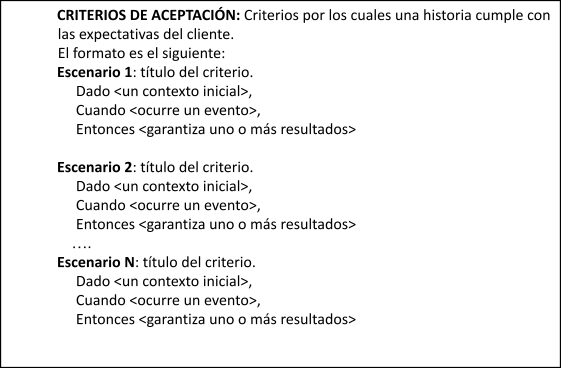 CRITERIOS DE ACEPTACIÓN: Criterios por los cuales una historia cumple con
las expectativas del cliente.
El formato es el siguiente:
Escenario 1: título del criterio.
Dado <un contexto inicial>,
Cuando <ocurre un evento>,
Entonces <garantiza uno o más resultados>
Escenario 2: título del criterio.
Dado <un contexto inicial>,
Cuando <ocurre un evento>,
Entonces <garantiza uno o más resultados>
….
Escenario N: título del criterio.
Dado <un contexto inicial>,
Cuando <ocurre un evento>,
Entonces <garantiza uno o más resultados>